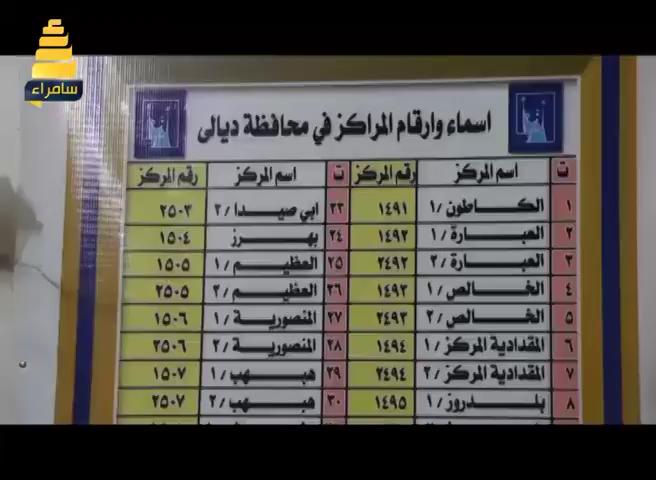 سامراء
اسماء وارقام المراكز في محافظة ديالى
ت اسم المركز رقم المركز ت اسم المركز رقم المركز
١ الكاطون /١ ١٤٩١ ٢٣ ابي صيدا /٢ ٢٥٠٣
٢ العبارة /١ ١٤٩٢ ٢٤ بهرز ١٥٠٤
٣ العبارة /٢ ٢٤٩٢ ٢٥ العظيم /١ ١٥٠٥
٤ الخالص /١ ١٤٩٣ ٢٦ العظيم /٢ ٢٥٠٥
٥ الخالص /٢ ٢٤٩٣ ٢٧ المنصورية /١ ١٥٠٦
٦ المقدادية المركز /١ ١٤٩٤ ٢٨ المنصورية /٢ ٢٥٠٦
٧ المقدادية المركز /٢ ٢٤٩٤ ٢٩ هبهب /١ ١٥٠٧
٨ بلدروز /١ ١٤٩٥ ٣٠ هبهب /٢ ٢٥٠٧